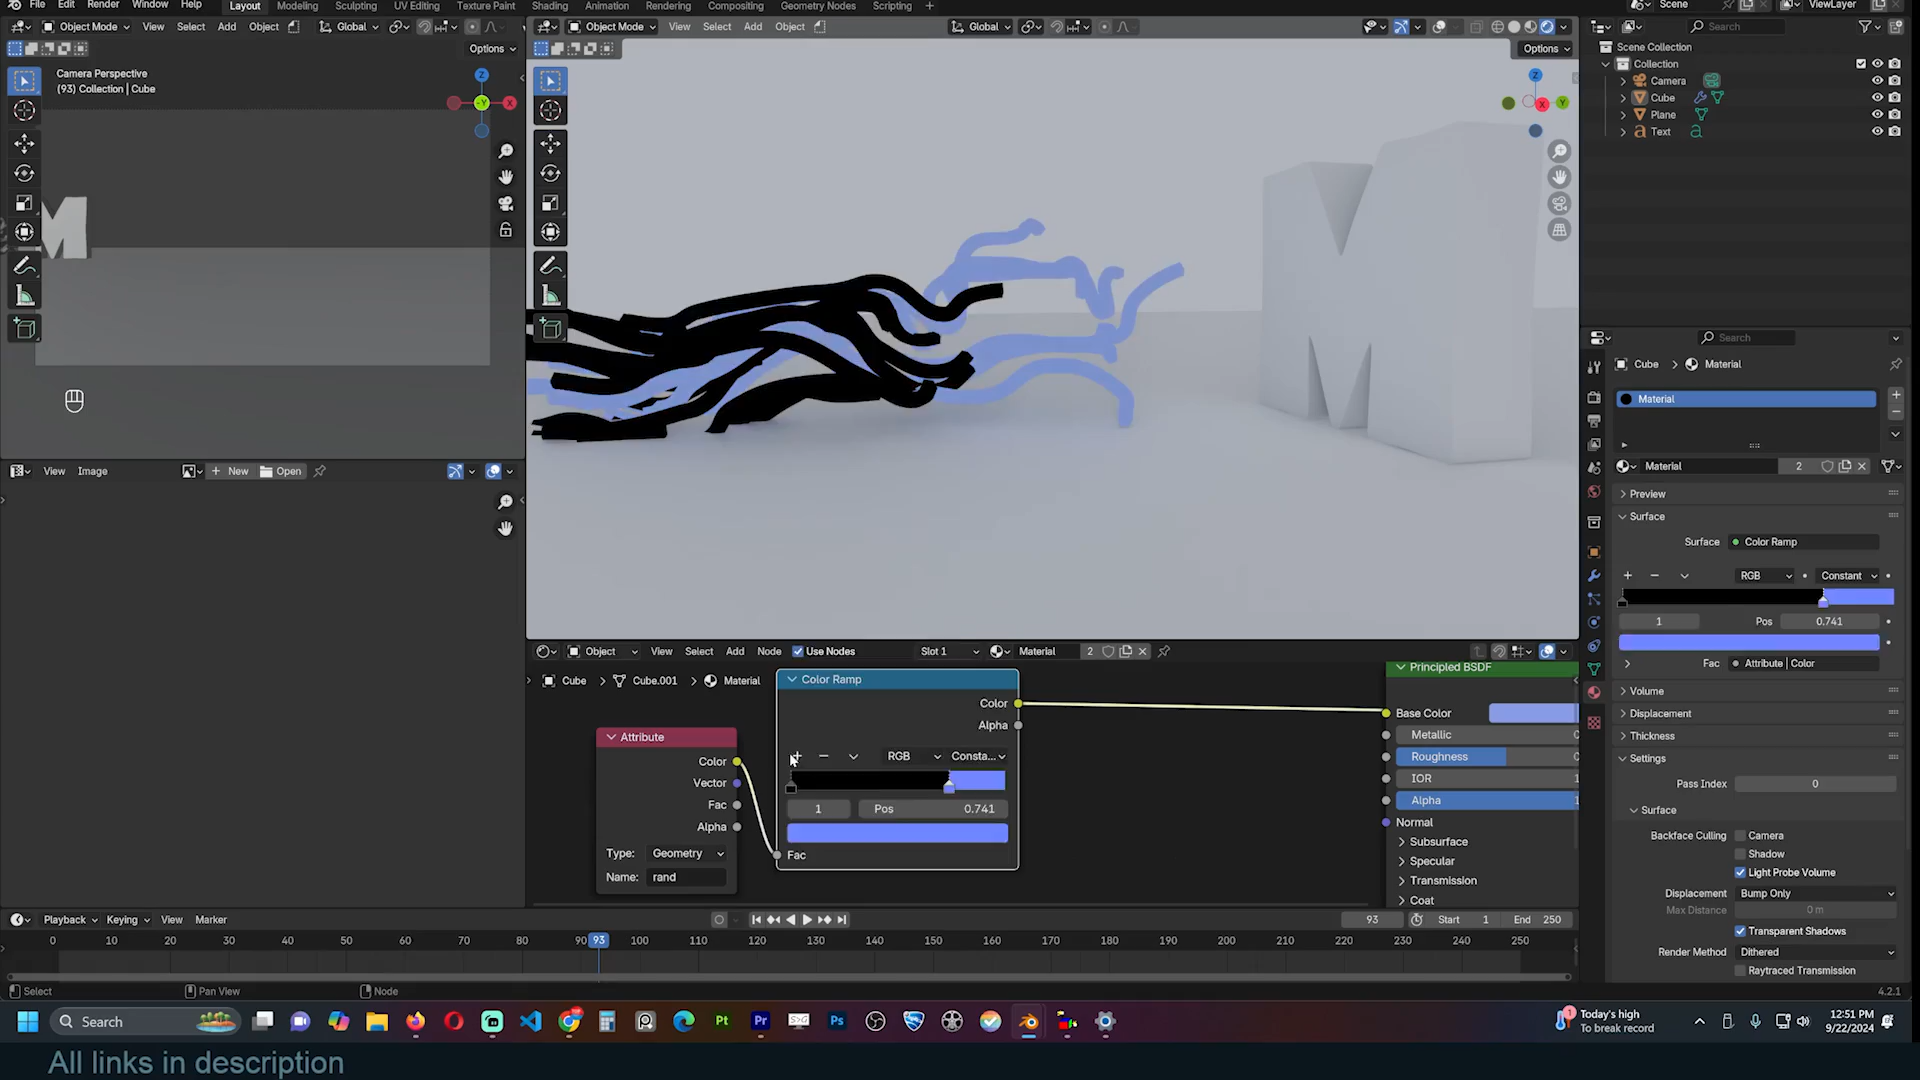 File Edit Render Window Help Layout Modeling Sculpting UV Editing Texture Paint Shading Animation Rendering Compositing Geometry Nodes Scripting + Scene ViewLayer
Object Mode View Select Add Object Global
Object Mode View Select Add Object Global
Search
Options
Options
Scene Collection
Collection
Camera
Cube
Plane
Text
Camera Perspective
(93) Collection | Cube
Z
-Y
X
Z
X
Y
M
M
Search
Cube > Material
Material
Material 2
Preview
Surface
Surface Color Ramp
+ − RGB Constant
1 Pos 0.741
Fac Attribute | Color
Volume
Displacement
Thickness
Settings
Pass Index 0
Surface
Backface Culling Camera
Shadow
Light Probe Volume
Displacement Bump Only
Max Distance 0 m
Transparent Shadows
Render Method Dithered
Raytraced Transmission
View Image + New Open
Object View Select Add Node Use Nodes Slot 1 Material 2
Cube > Cube.001 > Material
Color Ramp
Color
Alpha
+ − RGB Consta...
1 Pos 0.741
Fac
Attribute
Color
Vector
Fac
Alpha
Type: Geometry
Name: rand
Principled BSDF
Base Color
Metallic
Roughness
IOR
Alpha
Normal
Subsurface
Specular
Transmission
Coat
Playback Keying View Marker 93 Start 1 End 250
0 10 20 30 40 50 60 70 80 90 93 100 110 120 130 140 150 160 170 180 190 200 210 220 230 240 250
Select Pan View Node 4.2.1
Search
Today's high
To break record
12:51 PM
9/22/2024
All links in description